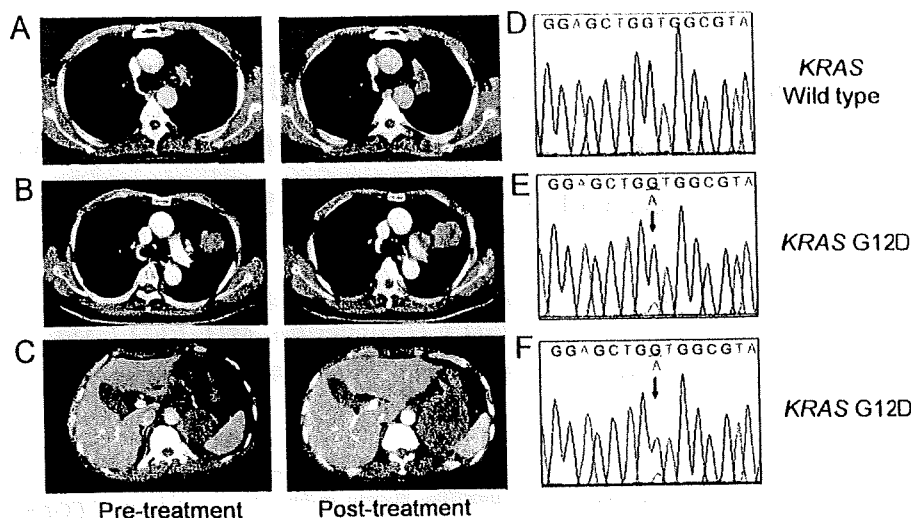 A
D
GGAGCTGGTGGCGTA
KRAS
Wild type
B
E
GGAGCTGGTGGCGTA
A
KRAS G12D
C
F
GGAGCTGGTGGCGTA
A
KRAS G12D
Pre-treatment
Post-treatment